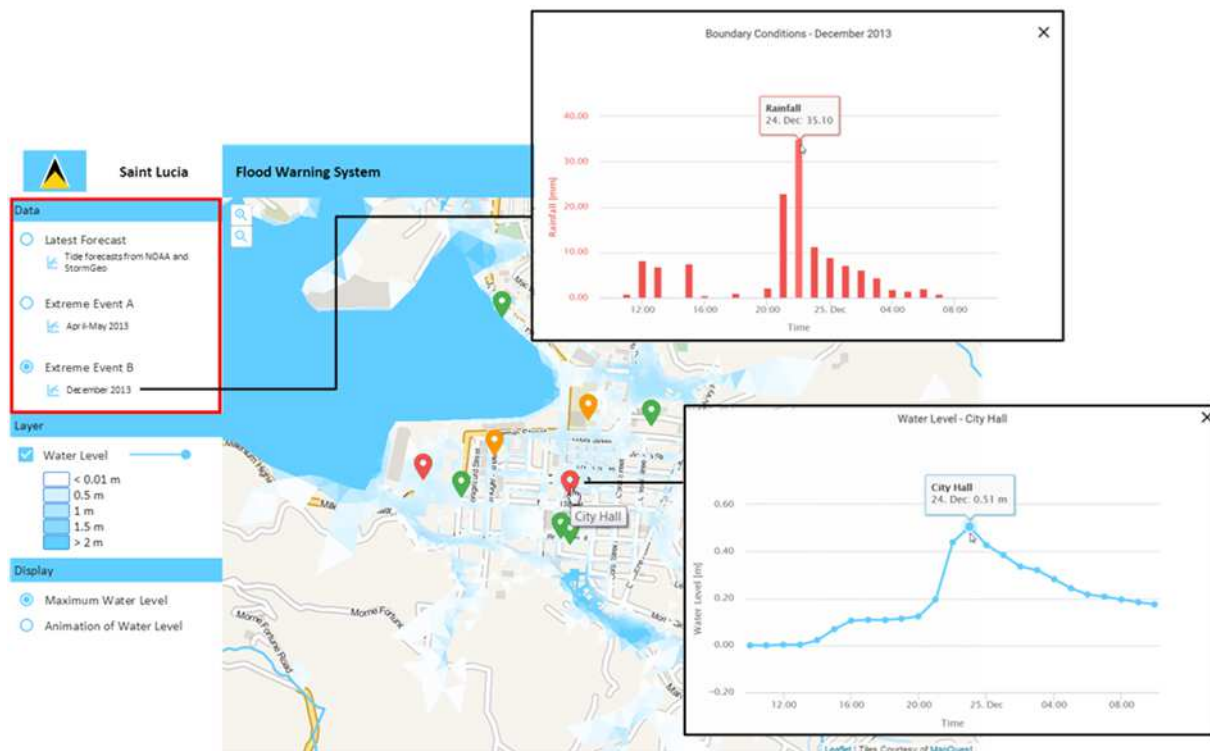 Boundary Conditions - December 2013
Rainfall
24. Dec: 35.10
40.00
30.00
20.00
10.00
0.00
Rainfall [mm]
12:00 16:00 20:00 25. Dec 04:00 08:00
Time
Saint Lucia
Flood Warning System
Data
Latest Forecast
Tide forecasts from NOAA and
StormGeo
Extreme Event A
April-May 2013
Extreme Event B
December 2013
Layer
Water Level
< 0.01 m
0.5 m
1 m
1.5 m
> 2 m
Display
Maximum Water Level
Animation of Water Level
City Hall
Morne Fortune
Morne Fortune
Road
Water Level - City Hall
City Hall
24. Dec: 0.51 m
0.60
0.40
0.20
0.00
-0.20
Water Level [m]
12:00 16:00 20:00 25. Dec 04:00 08:00
Time
Leaflet | Tiles Courtesy of MapQuest